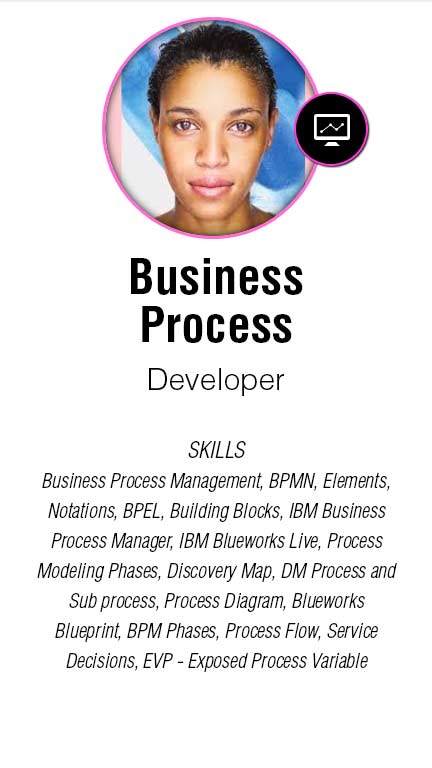 Business
Process
Developer
SKILLS
Business Process Management, BPMN, Elements,
Notations, BPEL, Building Blocks, IBM Business
Process Manager, IBM Blueworks Live, Process
Modeling Phases, Discovery Map, DM Process and
Sub process, Process Diagram, Blueworks
Blueprint, BPM Phases, Process Flow, Service
Decisions, EVP - Exposed Process Variable